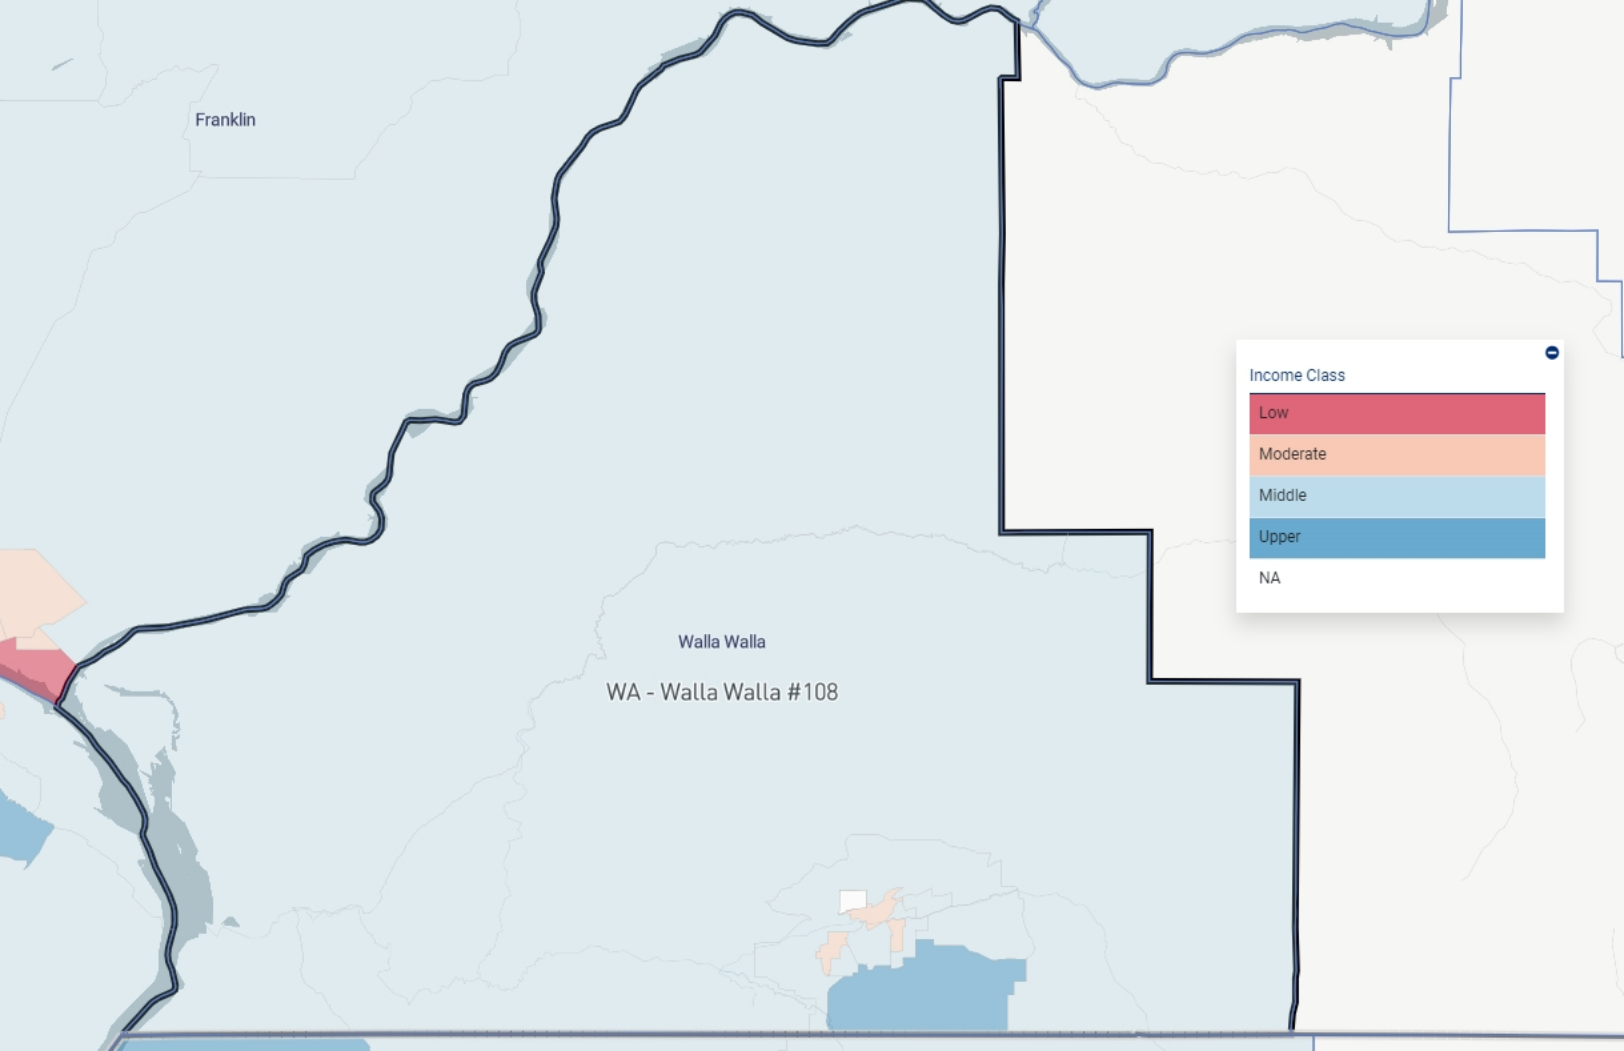 Franklin
Income Class
Low
Moderate
Middle
Upper
NA
Walla Walla
WA - Walla Walla #108